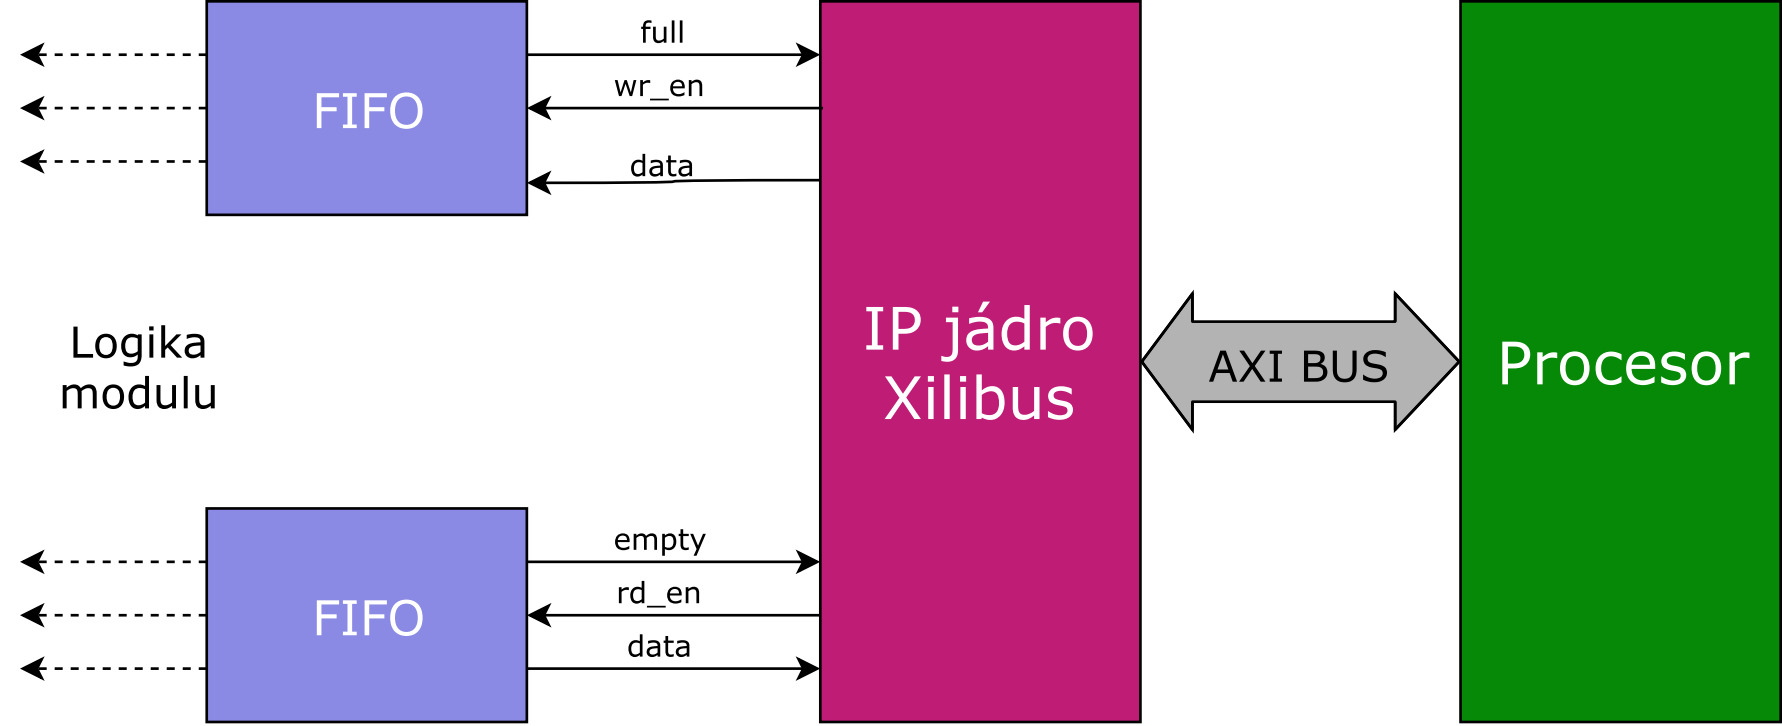 full
wr_en
data
FIFO
Logika
modulu
IP jádro
Xilibus
AXI BUS
Procesor
empty
rd_en
data
FIFO